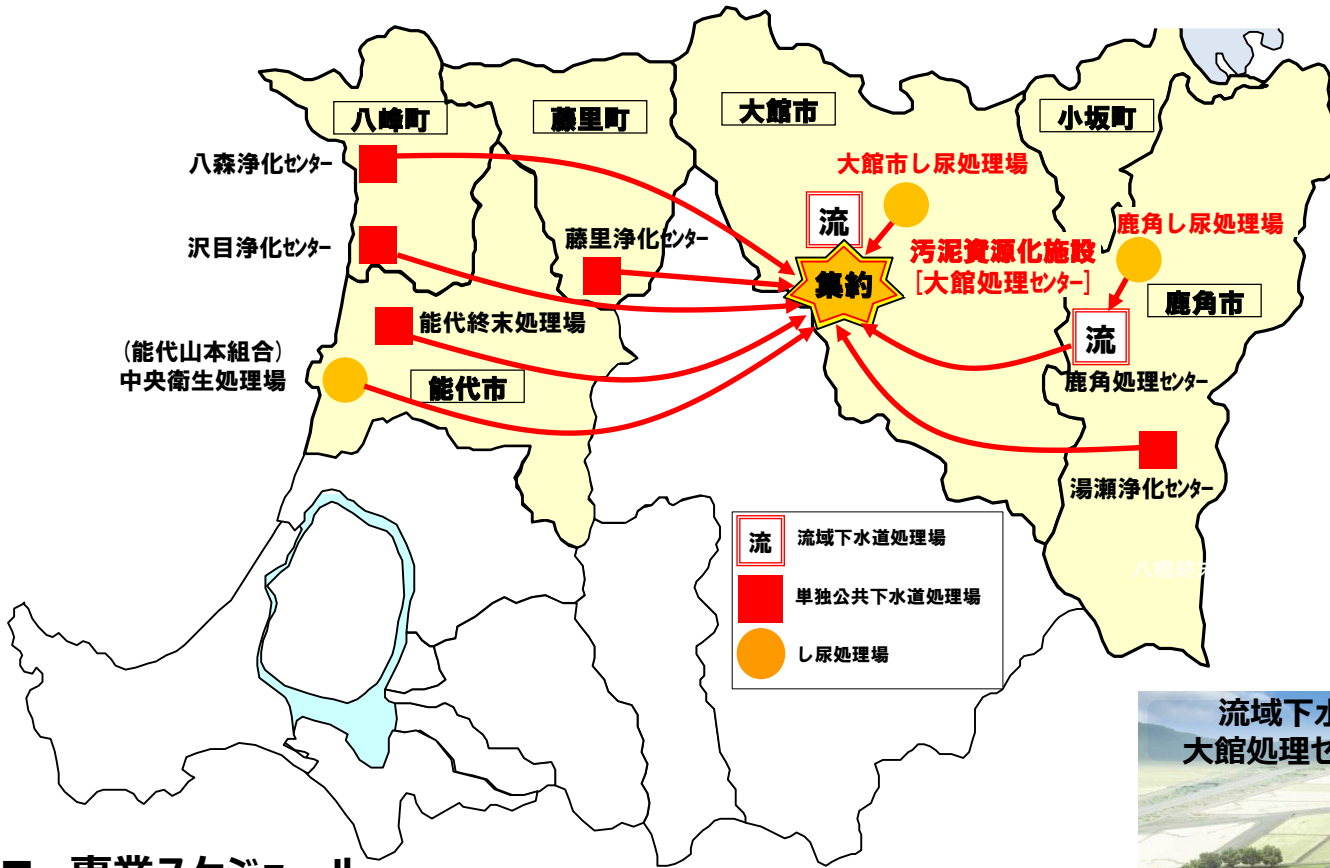 八峰町
藤里町
大館市
小坂町
八森浄化センター
大館市し尿処理場
流
鹿角し尿処理場
沢目浄化センター
藤里浄化センター
汚泥資源化施設
[大館処理センター]
集約
鹿角市
能代終末処理場
流
(能代山本組合)
中央衛生処理場
能代市
鹿角処理センター
湯瀬浄化センター
流 流域下水道処理場
単独公共下水道処理場
し尿処理場
流域下水
大館処理セ